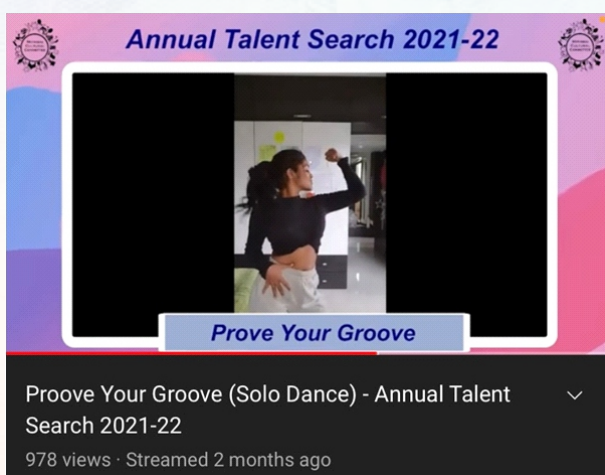 Annual Talent Search 2021-22
Prove Your Groove
Proove Your Groove (Solo Dance) - Annual Talent
Search 2021-22
978 views · Streamed 2 months ago